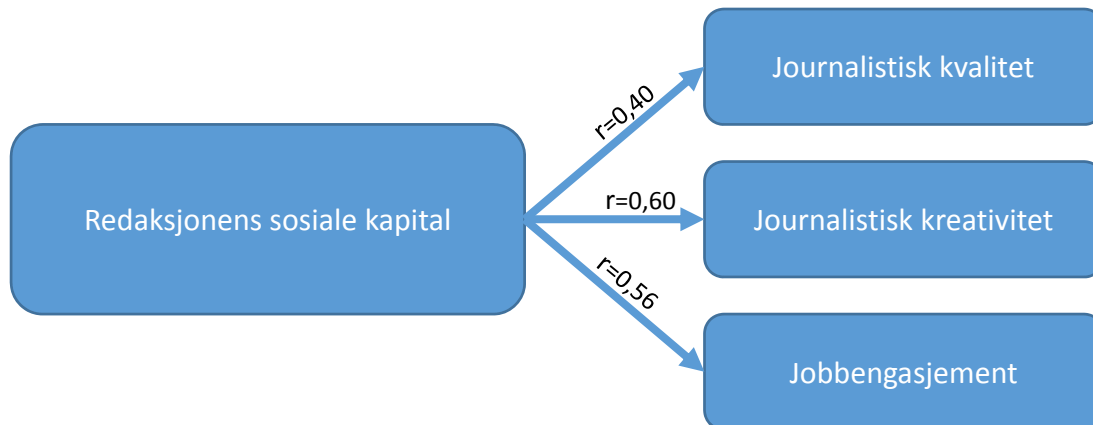 Journalistisk kvalitet
r=0,40
Redaksjonens sosiale kapital
r=0,60
Journalistisk kreativitet
r=0,56
Jobbengasjement